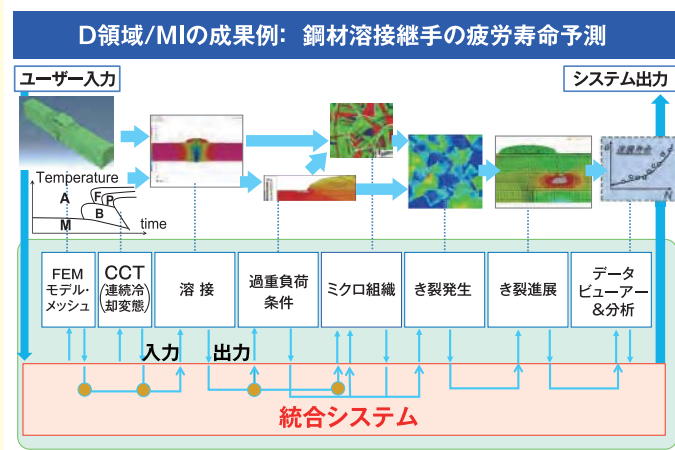 D領域/MIの成果例: 鋼材溶接継手の疲労寿命予測
ユーザー入力
システム出力
Temperature
A
F
P
B
M
time
N
FEM
モデル・
メッシュ
CCT
(連続冷
却変態)
溶 接
過重負荷
条件
ミクロ組織
き裂発生
き裂進展
データ
ビューアー
&分析
入力
出力
統合システム